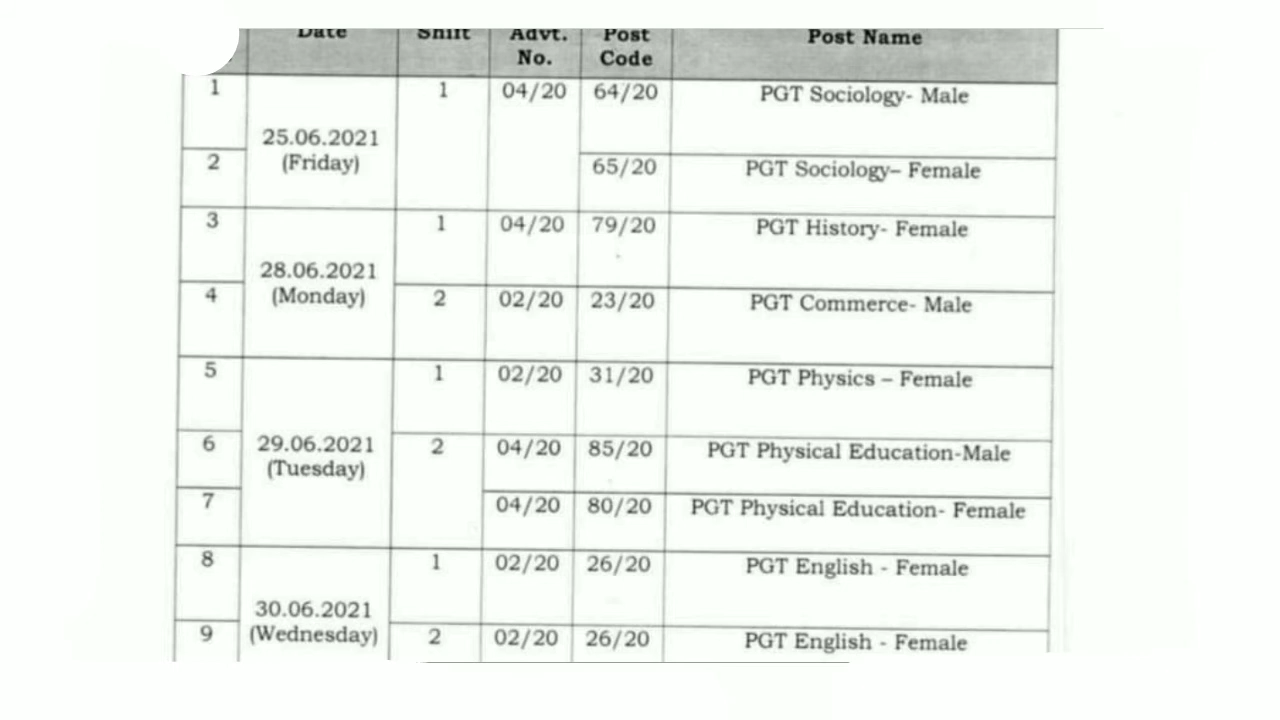 Date Shift Advt. No. Post Code Post Name
1 25.06.2021 (Friday) 1 04/20 64/20 PGT Sociology- Male
2 65/20 PGT Sociology– Female
3 28.06.2021 (Monday) 1 04/20 79/20 PGT History- Female
4 2 02/20 23/20 PGT Commerce- Male
5 29.06.2021 (Tuesday) 1 02/20 31/20 PGT Physics – Female
6 2 04/20 85/20 PGT Physical Education-Male
7 04/20 80/20 PGT Physical Education- Female
8 30.06.2021 (Wednesday) 1 02/20 26/20 PGT English - Female
9 2 02/20 26/20 PGT English - Female